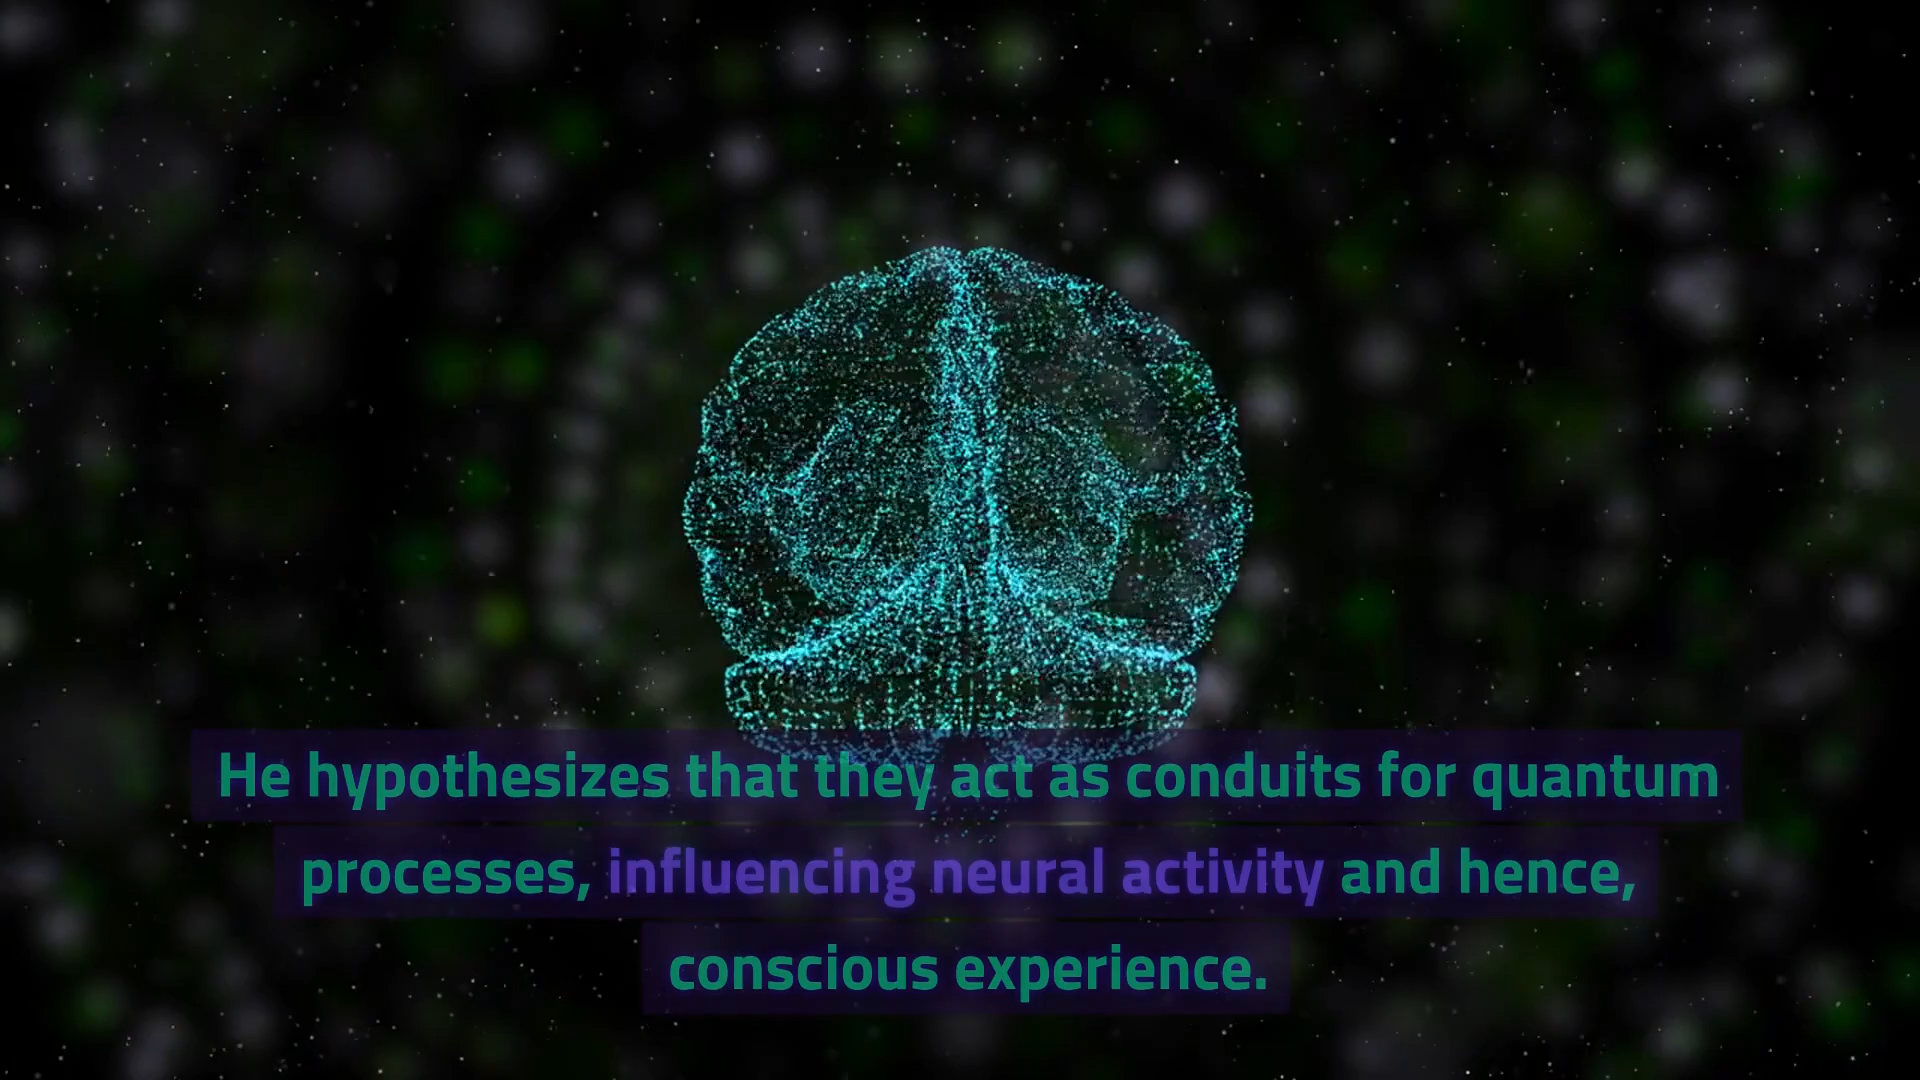 He hypothesizes that they act as conduits for quantum
processes, influencing neural activity and hence,
conscious experience.